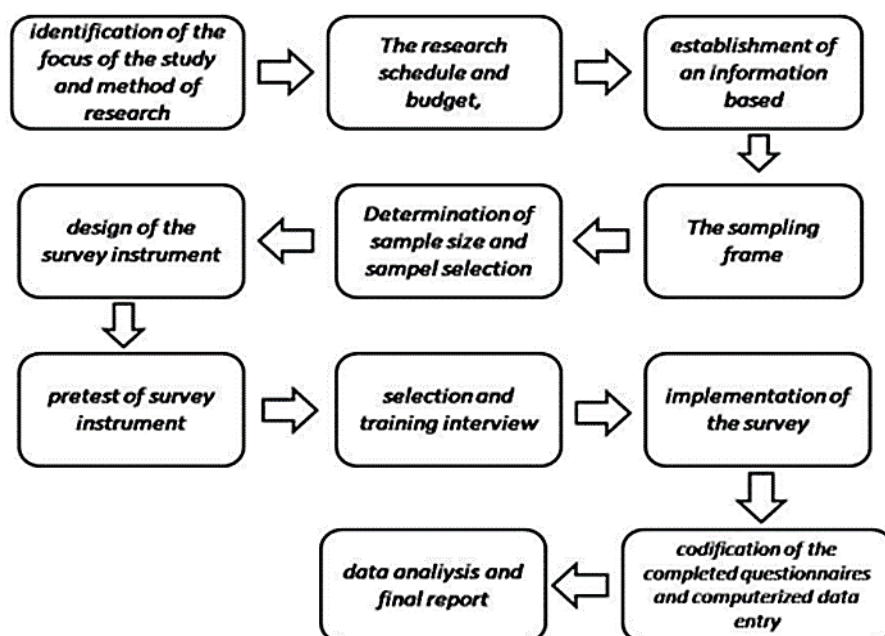 identification of the
focus of the study
and method of
research
The research
schedule and
budget,
establishment of
an information
based
The sampling
frame
Determination of
sample size and
sampel selection
design of the
survey instrument
pretest of survey
instrument
selection and
training interview
implementation of
the survey
codification of the
completed questionnaires
and computerized data
entry
data analiysis and
final report